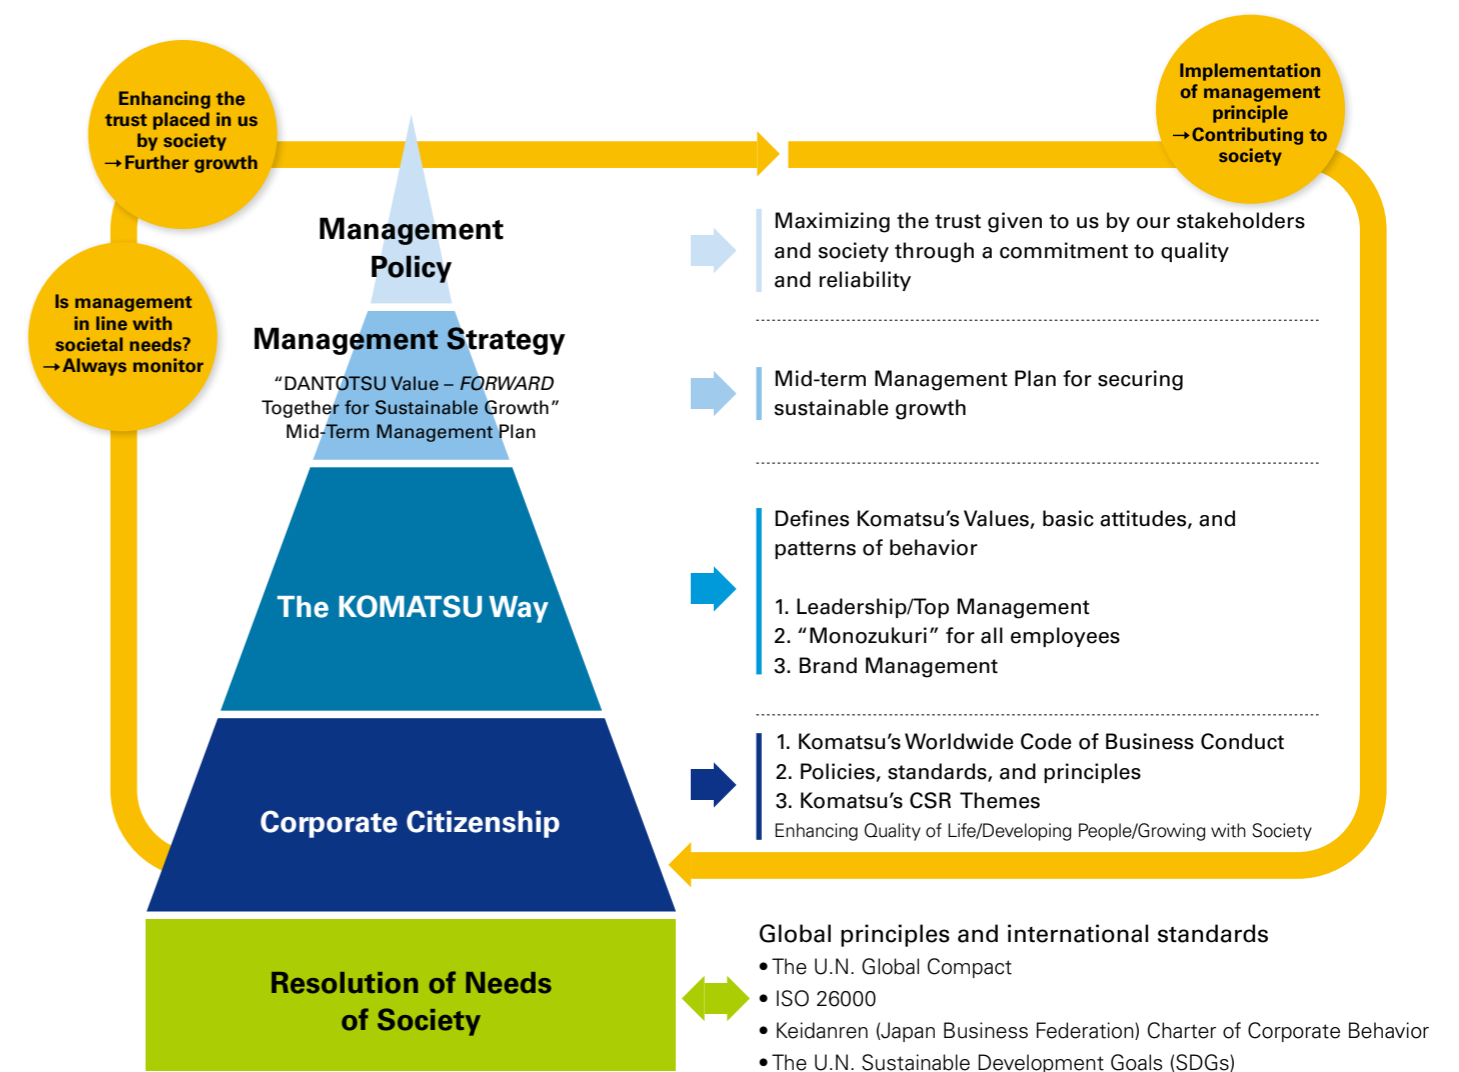 Enhancing the
trust placed in us
by society
→Further growth
Implementation
of management
principle
→Contributing to
society
Is management
in line with
societal needs?
→Always monitor
Management
Policy
Maximizing the trust given to us by our stakeholders
and society through a commitment to quality
and reliability
Management Strategy
“DANTOTSU Value – FORWARD
Together for Sustainable Growth”
Mid-Term Management Plan
Mid-term Management Plan for securing
sustainable growth
The KOMATSU Way
Defines Komatsu’s Values, basic attitudes, and
patterns of behavior
1. Leadership/Top Management
2. “Monozukuri” for all employees
3. Brand Management
Corporate Citizenship
1. Komatsu’s Worldwide Code of Business Conduct
2. Policies, standards, and principles
3. Komatsu’s CSR Themes
Enhancing Quality of Life/Developing People/Growing with Society
Resolution of Needs
of Society
Global principles and international standards
• The U.N. Global Compact
• ISO 26000
• Keidanren (Japan Business Federation) Charter of Corporate Behavior
• The U.N. Sustainable Development Goals (SDGs)